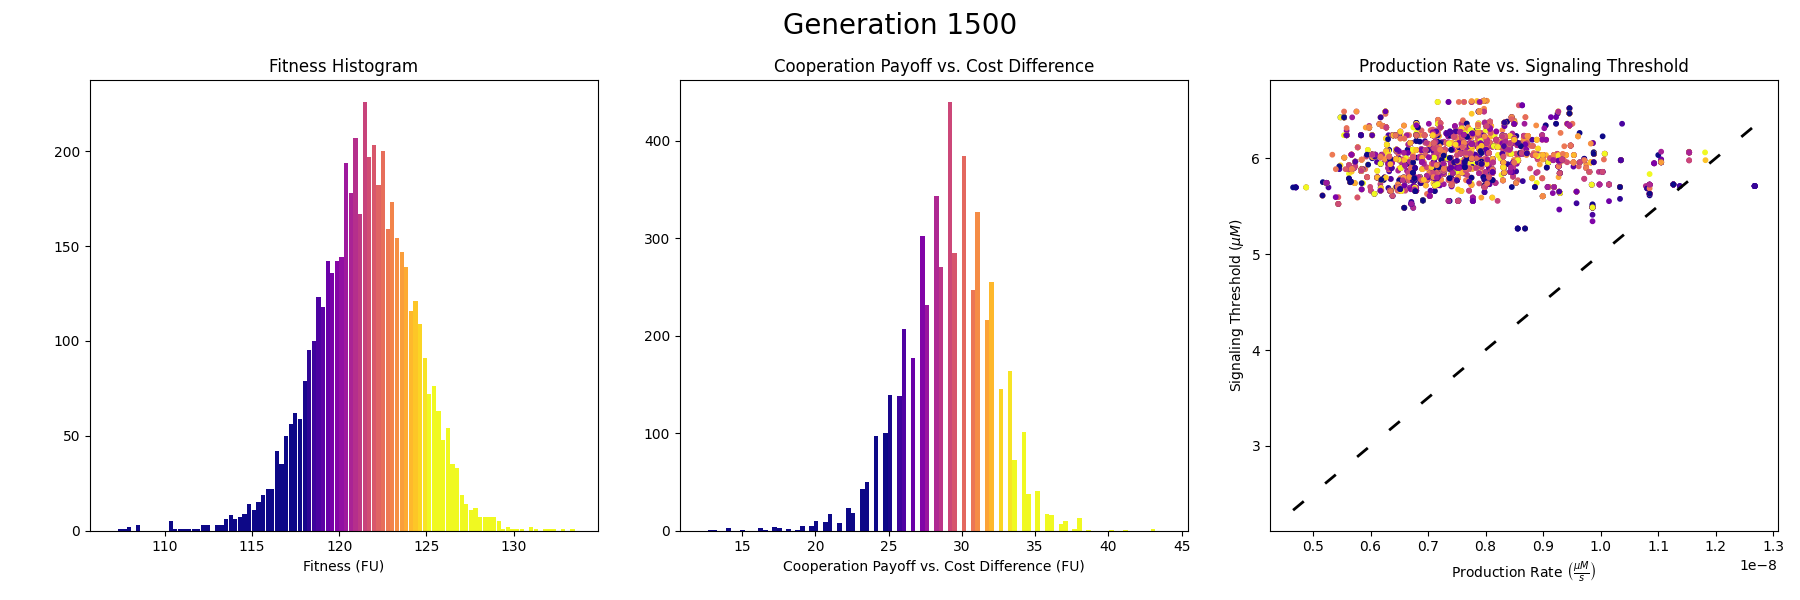 Generation 1500
Fitness Histogram
200
150
100
50
0
110 115 120 125 130
Fitness (FU)
Cooperation Payoff vs. Cost Difference
400
300
200
100
0
15 20 25 30 35 40 45
Cooperation Payoff vs. Cost Difference (FU)
Production Rate vs. Signaling Threshold
Signaling Threshold (μM)
6
5
4
3
0.5 0.6 0.7 0.8 0.9 1.0 1.1 1.2 1.3
1e−8
Production Rate (μM/s)